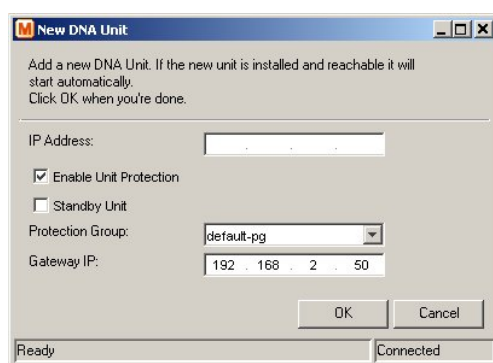 New DNA Unit
Add a new DNA Unit. If the new unit is installed and reachable it will
start automatically.
Click OK when you're done.
IP Address:
. . .
Enable Unit Protection
Standby Unit
Protection Group: default-pg
Gateway IP: 192 . 168 . 2 . 50
OK Cancel
Ready Connected